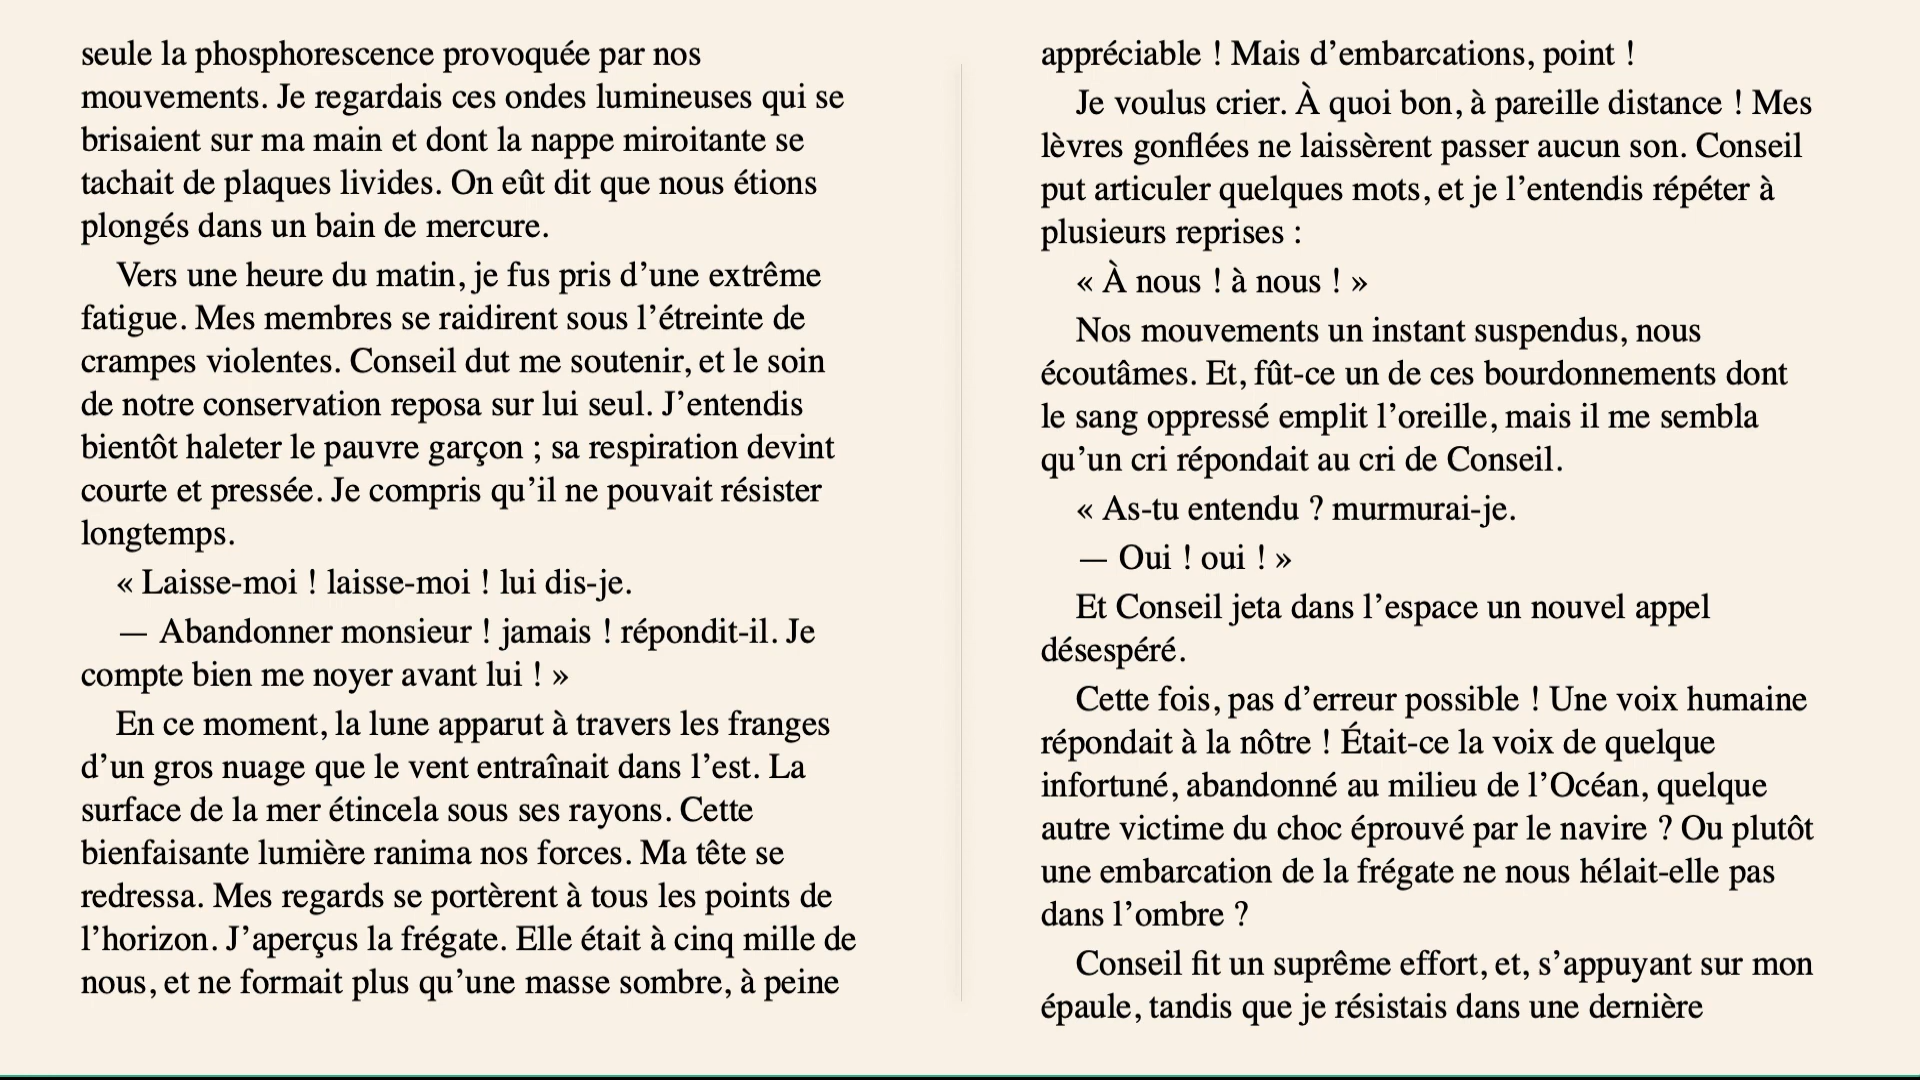 seule la phosphorescence provoquée par nos
mouvements. Je regardais ces ondes lumineuses qui se
brisaient sur ma main et dont la nappe miroitante se
tachait de plaques livides. On eût dit que nous étions
plongés dans un bain de mercure.
Vers une heure du matin, je fus pris d’une extrême
fatigue. Mes membres se raidirent sous l’étreinte de
crampes violentes. Conseil dut me soutenir, et le soin
de notre conservation reposa sur lui seul. J’entendis
bientôt haleter le pauvre garçon ; sa respiration devint
courte et pressée. Je compris qu’il ne pouvait résister
longtemps.
« Laisse-moi ! laisse-moi ! lui dis-je.
— Abandonner monsieur ! jamais ! répondit-il. Je
compte bien me noyer avant lui ! »
En ce moment, la lune apparut à travers les franges
d’un gros nuage que le vent entraînait dans l’est. La
surface de la mer étincela sous ses rayons. Cette
bienfaisante lumière ranima nos forces. Ma tête se
redressa. Mes regards se portèrent à tous les points de
l’horizon. J’aperçus la frégate. Elle était à cinq mille de
nous, et ne formait plus qu’une masse sombre, à peine
appréciable ! Mais d’embarcations, point !
Je voulus crier. À quoi bon, à pareille distance ! Mes
lèvres gonflées ne laissèrent passer aucun son. Conseil
put articuler quelques mots, et je l’entendis répéter à
plusieurs reprises :
« À nous ! à nous ! »
Nos mouvements un instant suspendus, nous
écoutâmes. Et, fût-ce un de ces bourdonnements dont
le sang oppressé emplit l’oreille, mais il me sembla
qu’un cri répondait au cri de Conseil.
« As-tu entendu ? murmurai-je.
— Oui ! oui ! »
Et Conseil jeta dans l’espace un nouvel appel
désespéré.
Cette fois, pas d’erreur possible ! Une voix humaine
répondait à la nôtre ! Était-ce la voix de quelque
infortuné, abandonné au milieu de l’Océan, quelque
autre victime du choc éprouvé par le navire ? Ou plutôt
une embarcation de la frégate ne nous hélait-elle pas
dans l’ombre ?
Conseil fit un suprême effort, et, s’appuyant sur mon
épaule, tandis que je résistais dans une dernière